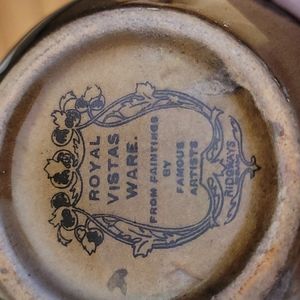 ROYAL
VISTAS
WARE.
FROM PAINTINGS
BY
FAMOUS
ARTISTS
RIDGWAYS